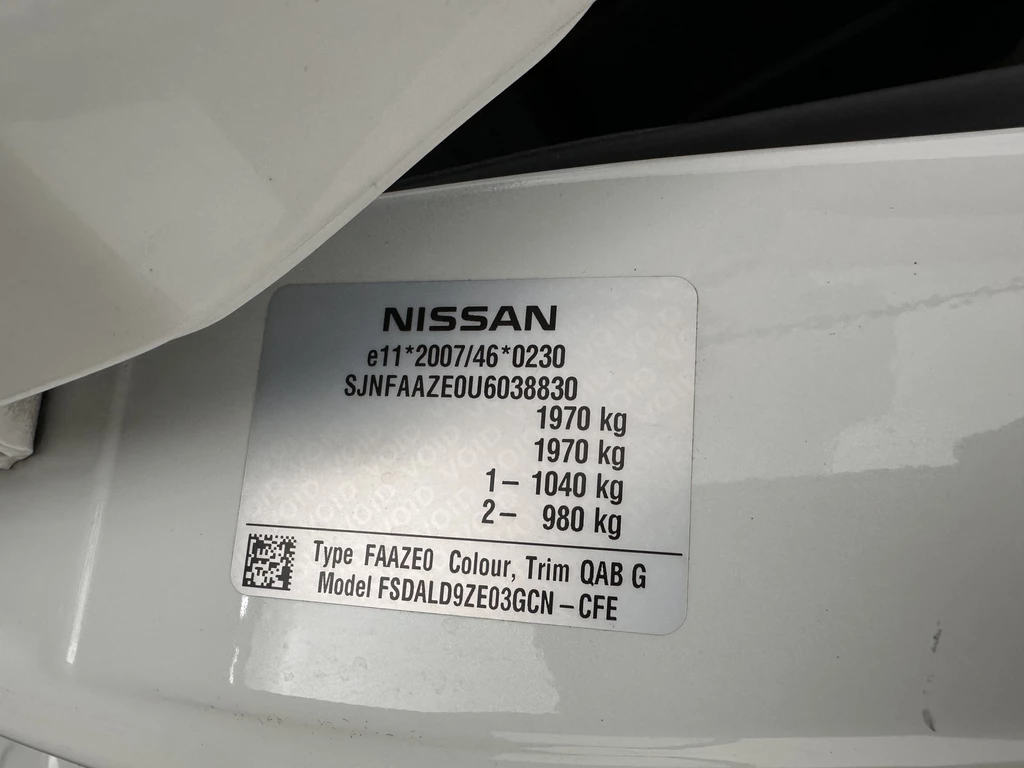 NISSAN
e11*2007/46*0230
SJNFAAZE0U6038830
1970 kg
1970 kg
1– 1040 kg
2– 980 kg
Type FAAZE0 Colour, Trim QAB G
Model FSDALD9ZE03GCN – CFE